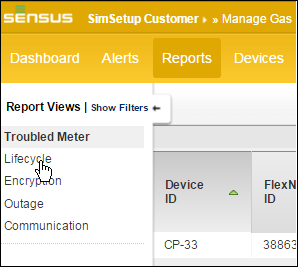 SENSUS
SimSetup Customer » Manage Gas
Dashboard Alerts Reports Devices
Report Views | Show Filters
Troubled Meter
Lifecycle
Encryption
Outage
Communication
Device ID
FlexN
ID
CP-33
38863